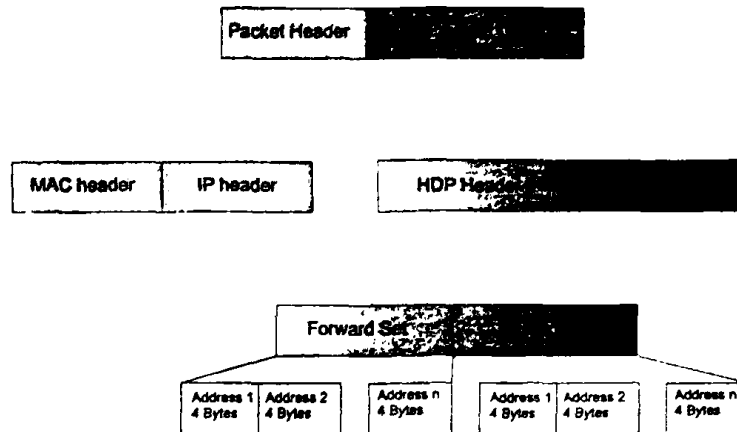 Packet Header
MAC header IP header HDP Header
Forward Set
Address 1 Address 2 Address n Address 1 Address 2 Address n
4 Bytes 4 Bytes 4 Bytes 4 Bytes 4 Bytes 4 Bytes